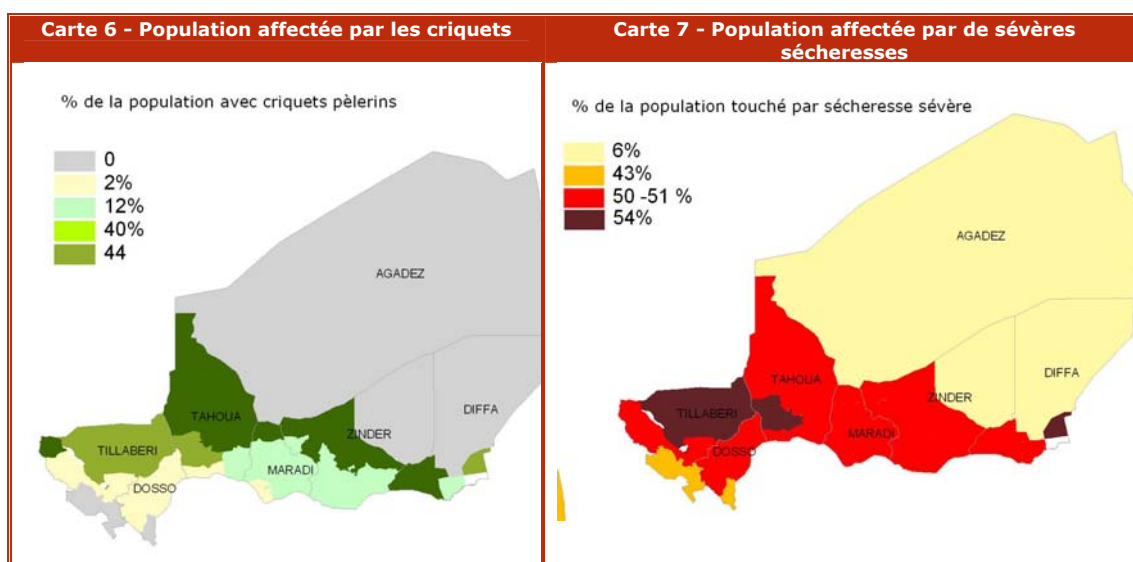 Carte 6 - Population affectée par les criquets
% de la population avec criquets pèlerins
0
2%
12%
40%
44
AGADEZ
DIFFA
TAHOUA
ZINDER
TILLABERI
MARADI
DOSSO
Carte 7 - Population affectée par de sévères
sécheresses
% de la population touché par sécheresse sévère
6%
43%
50 -51 %
54%
AGADEZ
DIFFA
TAHOUA
ZINDER
TILLABERI
MARADI
DOSSO